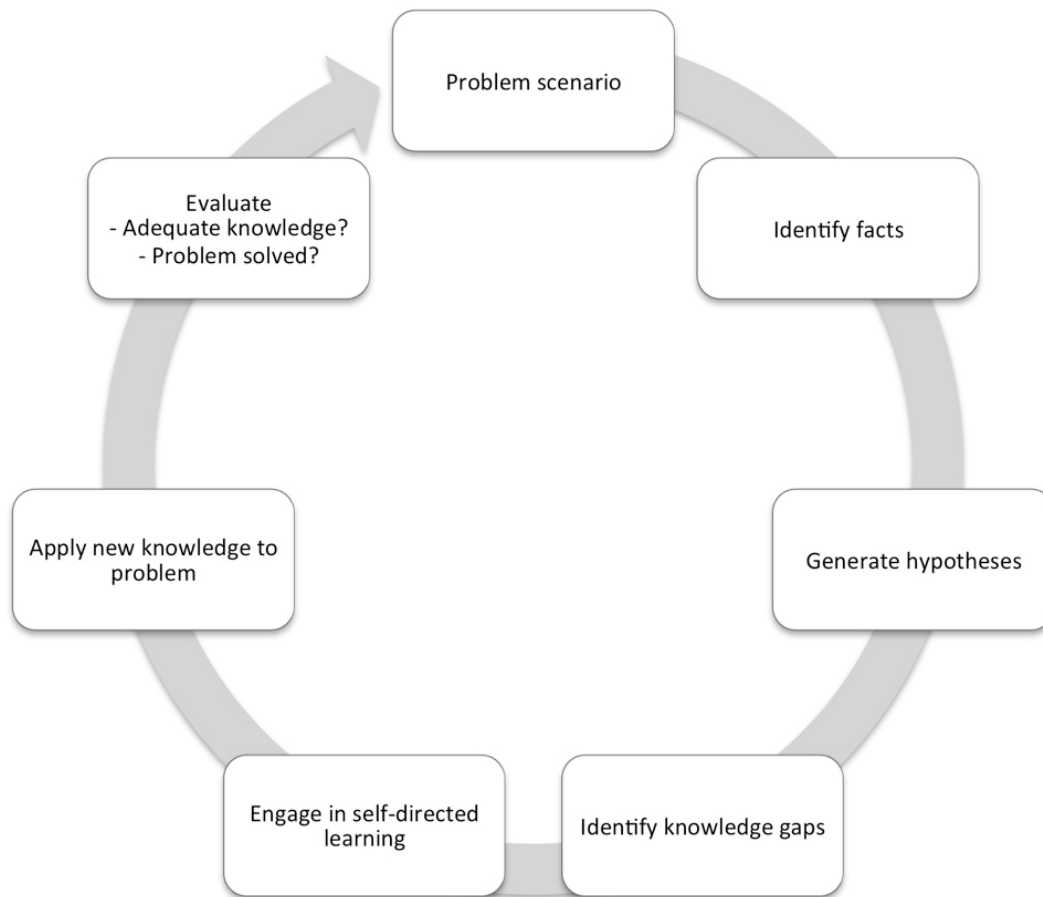 Problem scenario
Identify facts
Generate hypotheses
Identify knowledge gaps
Engage in self-directed
learning
Apply new knowledge to
problem
Evaluate
- Adequate knowledge?
- Problem solved?